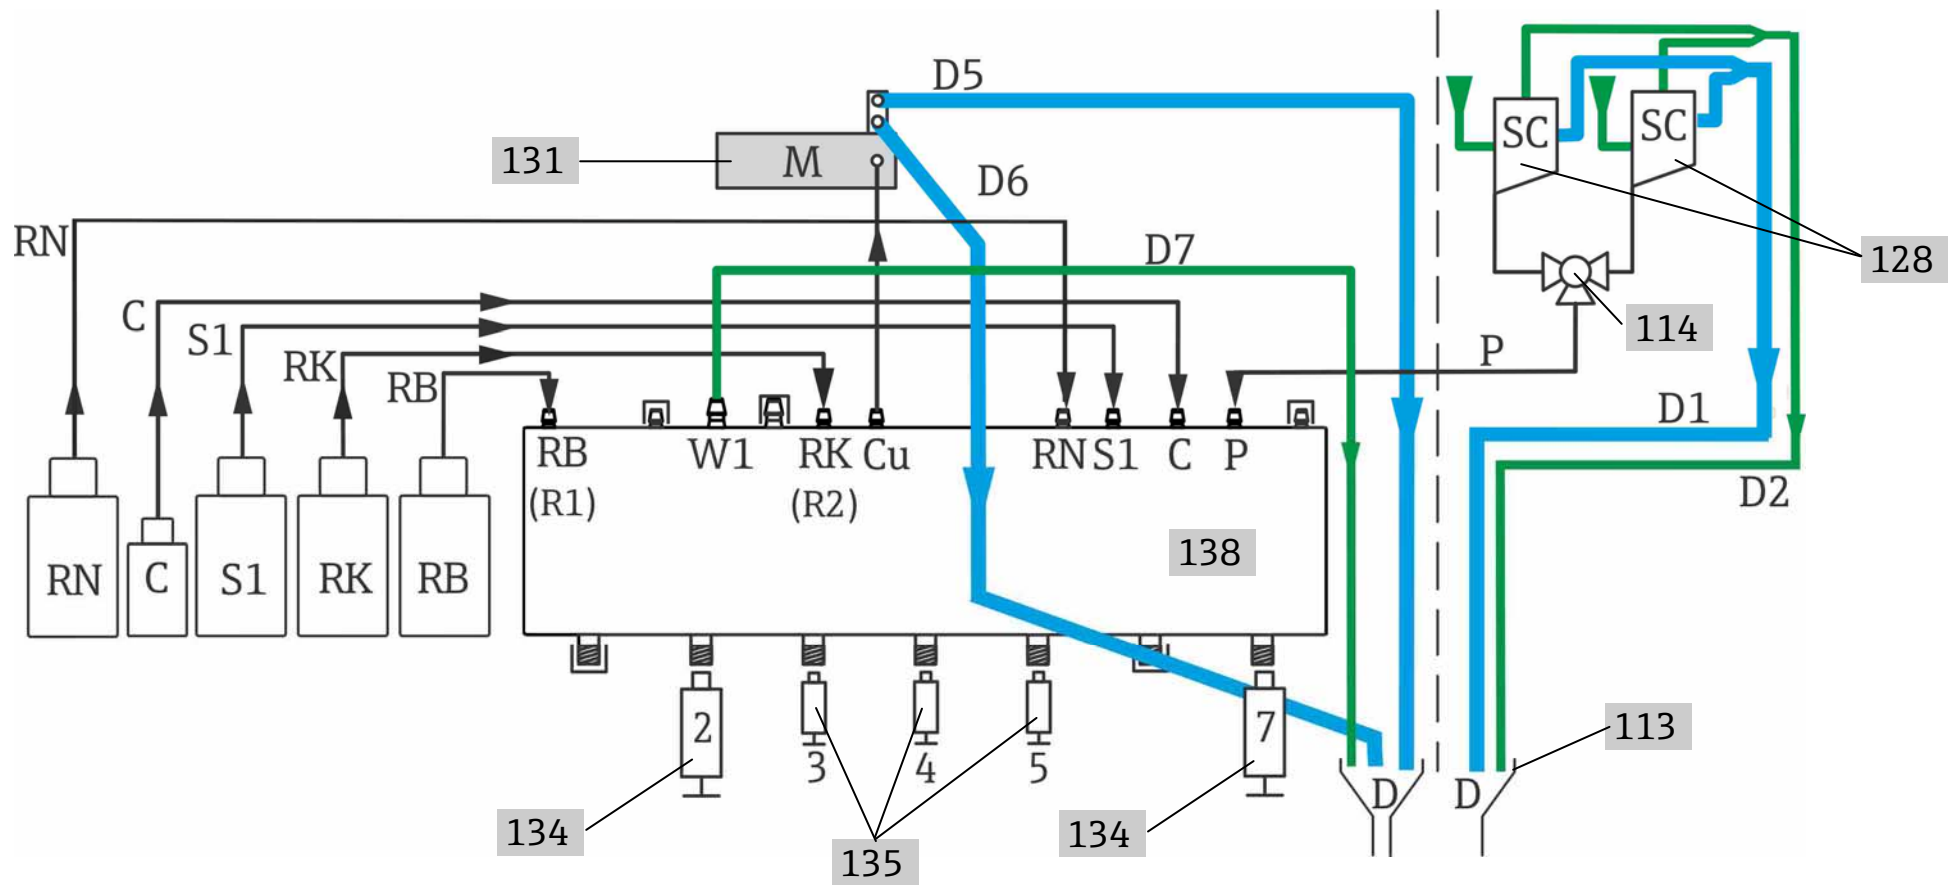 D5
SC
SC
131
M
D6
RN
D7
128
C
S1
114
RK
P
RB
D1
RB
W1
RK
Cu
RN
S1
C
P
(R1)
(R2)
D2
138
RN
C
S1
RK
RB
2
7
113
3
4
5
D
D
134
134
135